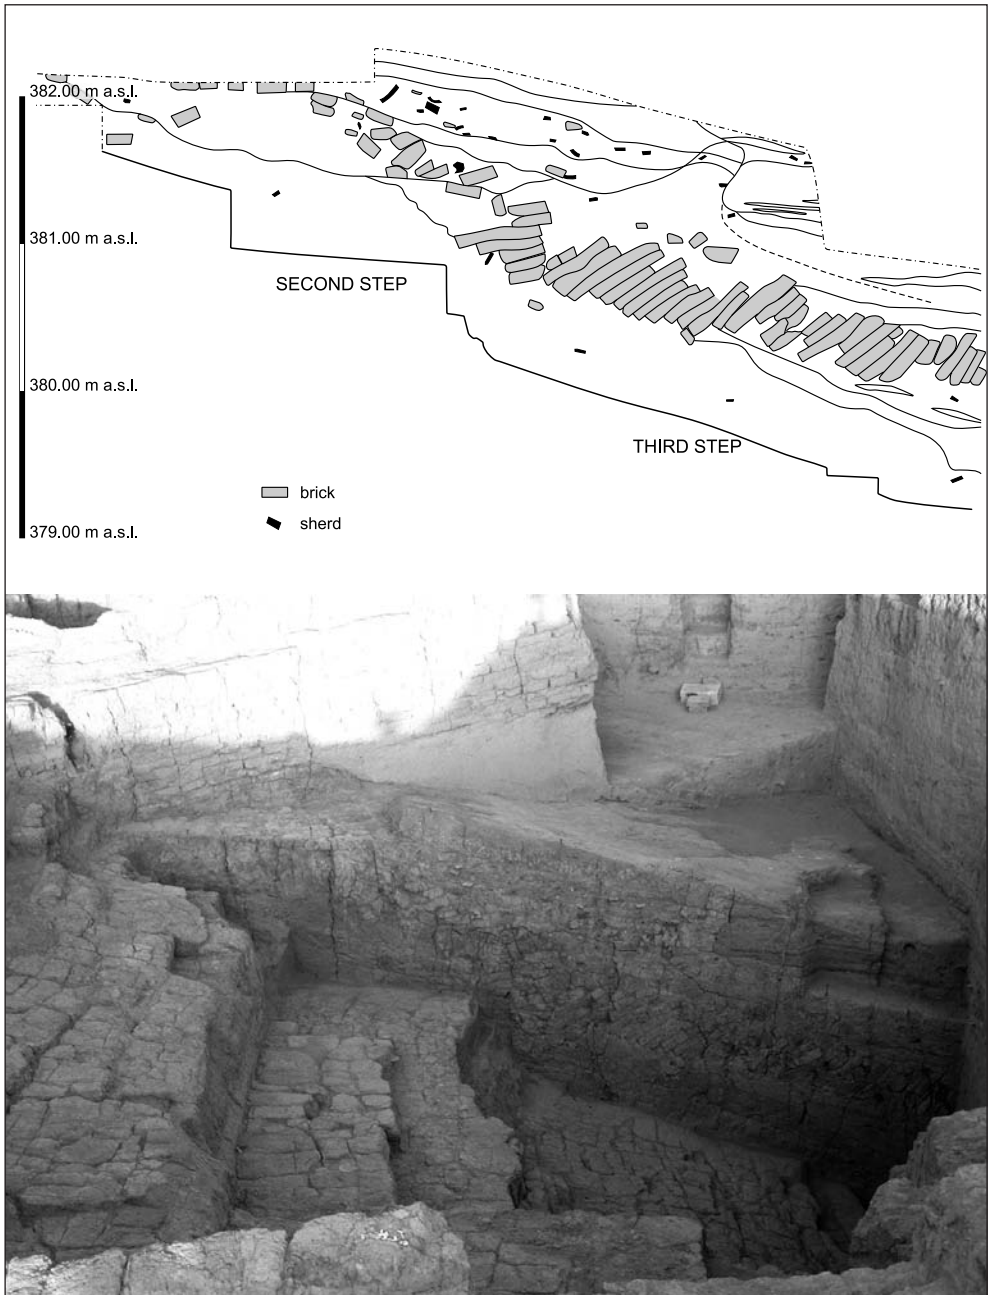 382.00 m a.s.l.
381.00 m a.s.l.
SECOND STEP
380.00 m a.s.l.
THIRD STEP
brick
sherd
379.00 m a.s.l.